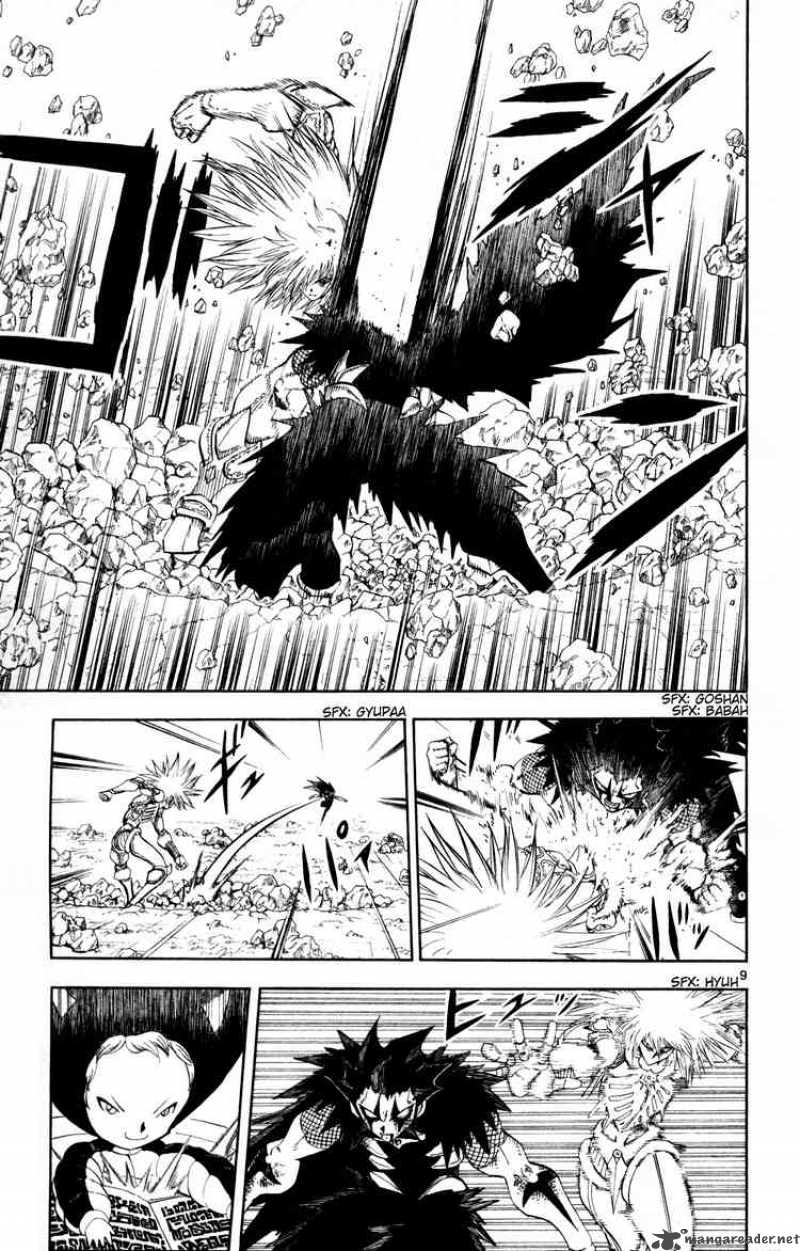 SFX: GOSHAN
SFX: BABAH
SFX: GYUPAA
9
SFX: HYUH
mangareader.net